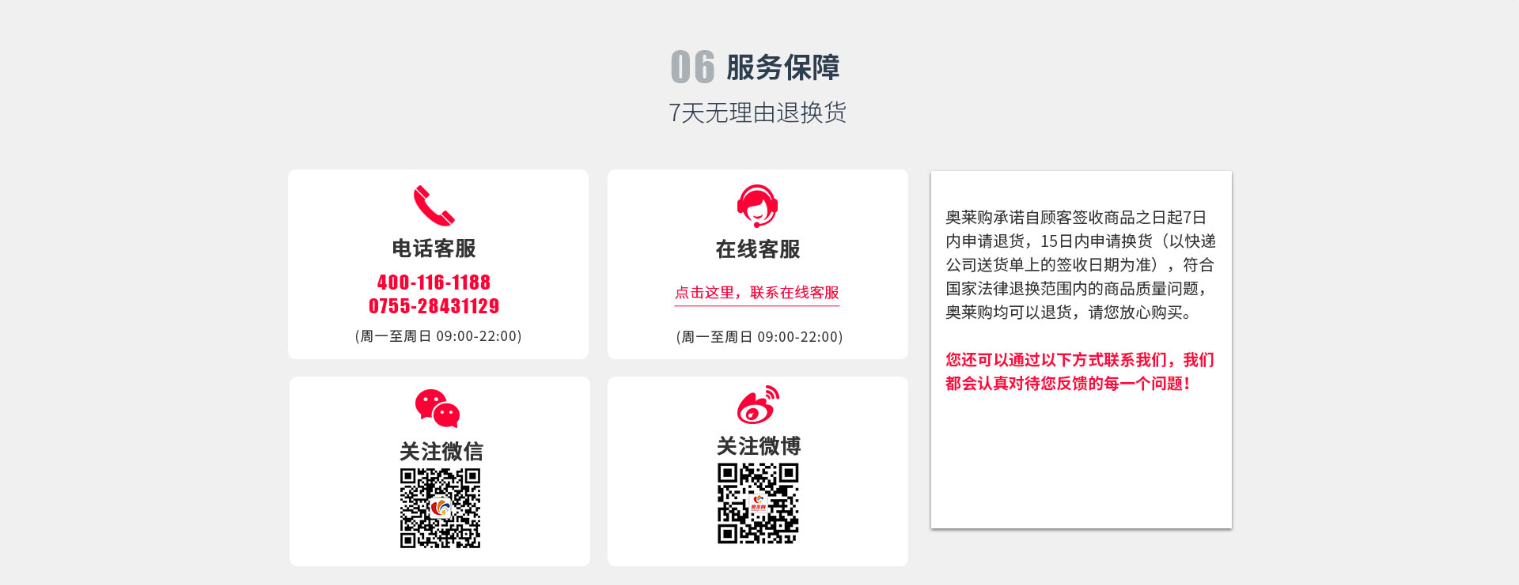 06 服务保障
7天无理由退换货
电话客服
400-116-1188
0755-28431129
(周一至周日 09:00-22:00)
在线客服
点击这里，联系在线客服
(周一至周日 09:00-22:00)
关注微信
关注微博
奥莱购承诺自顾客签收商品之日起7日
内申请退货，15日内申请换货（以快递
公司送货单上的签收日期为准），符合
国家法律退换范围内的商品质量问题，
奥莱购均可以退货，请您放心购买。
您还可以通过以下方式联系我们，我们
都会认真对待您反馈的每一个问题！